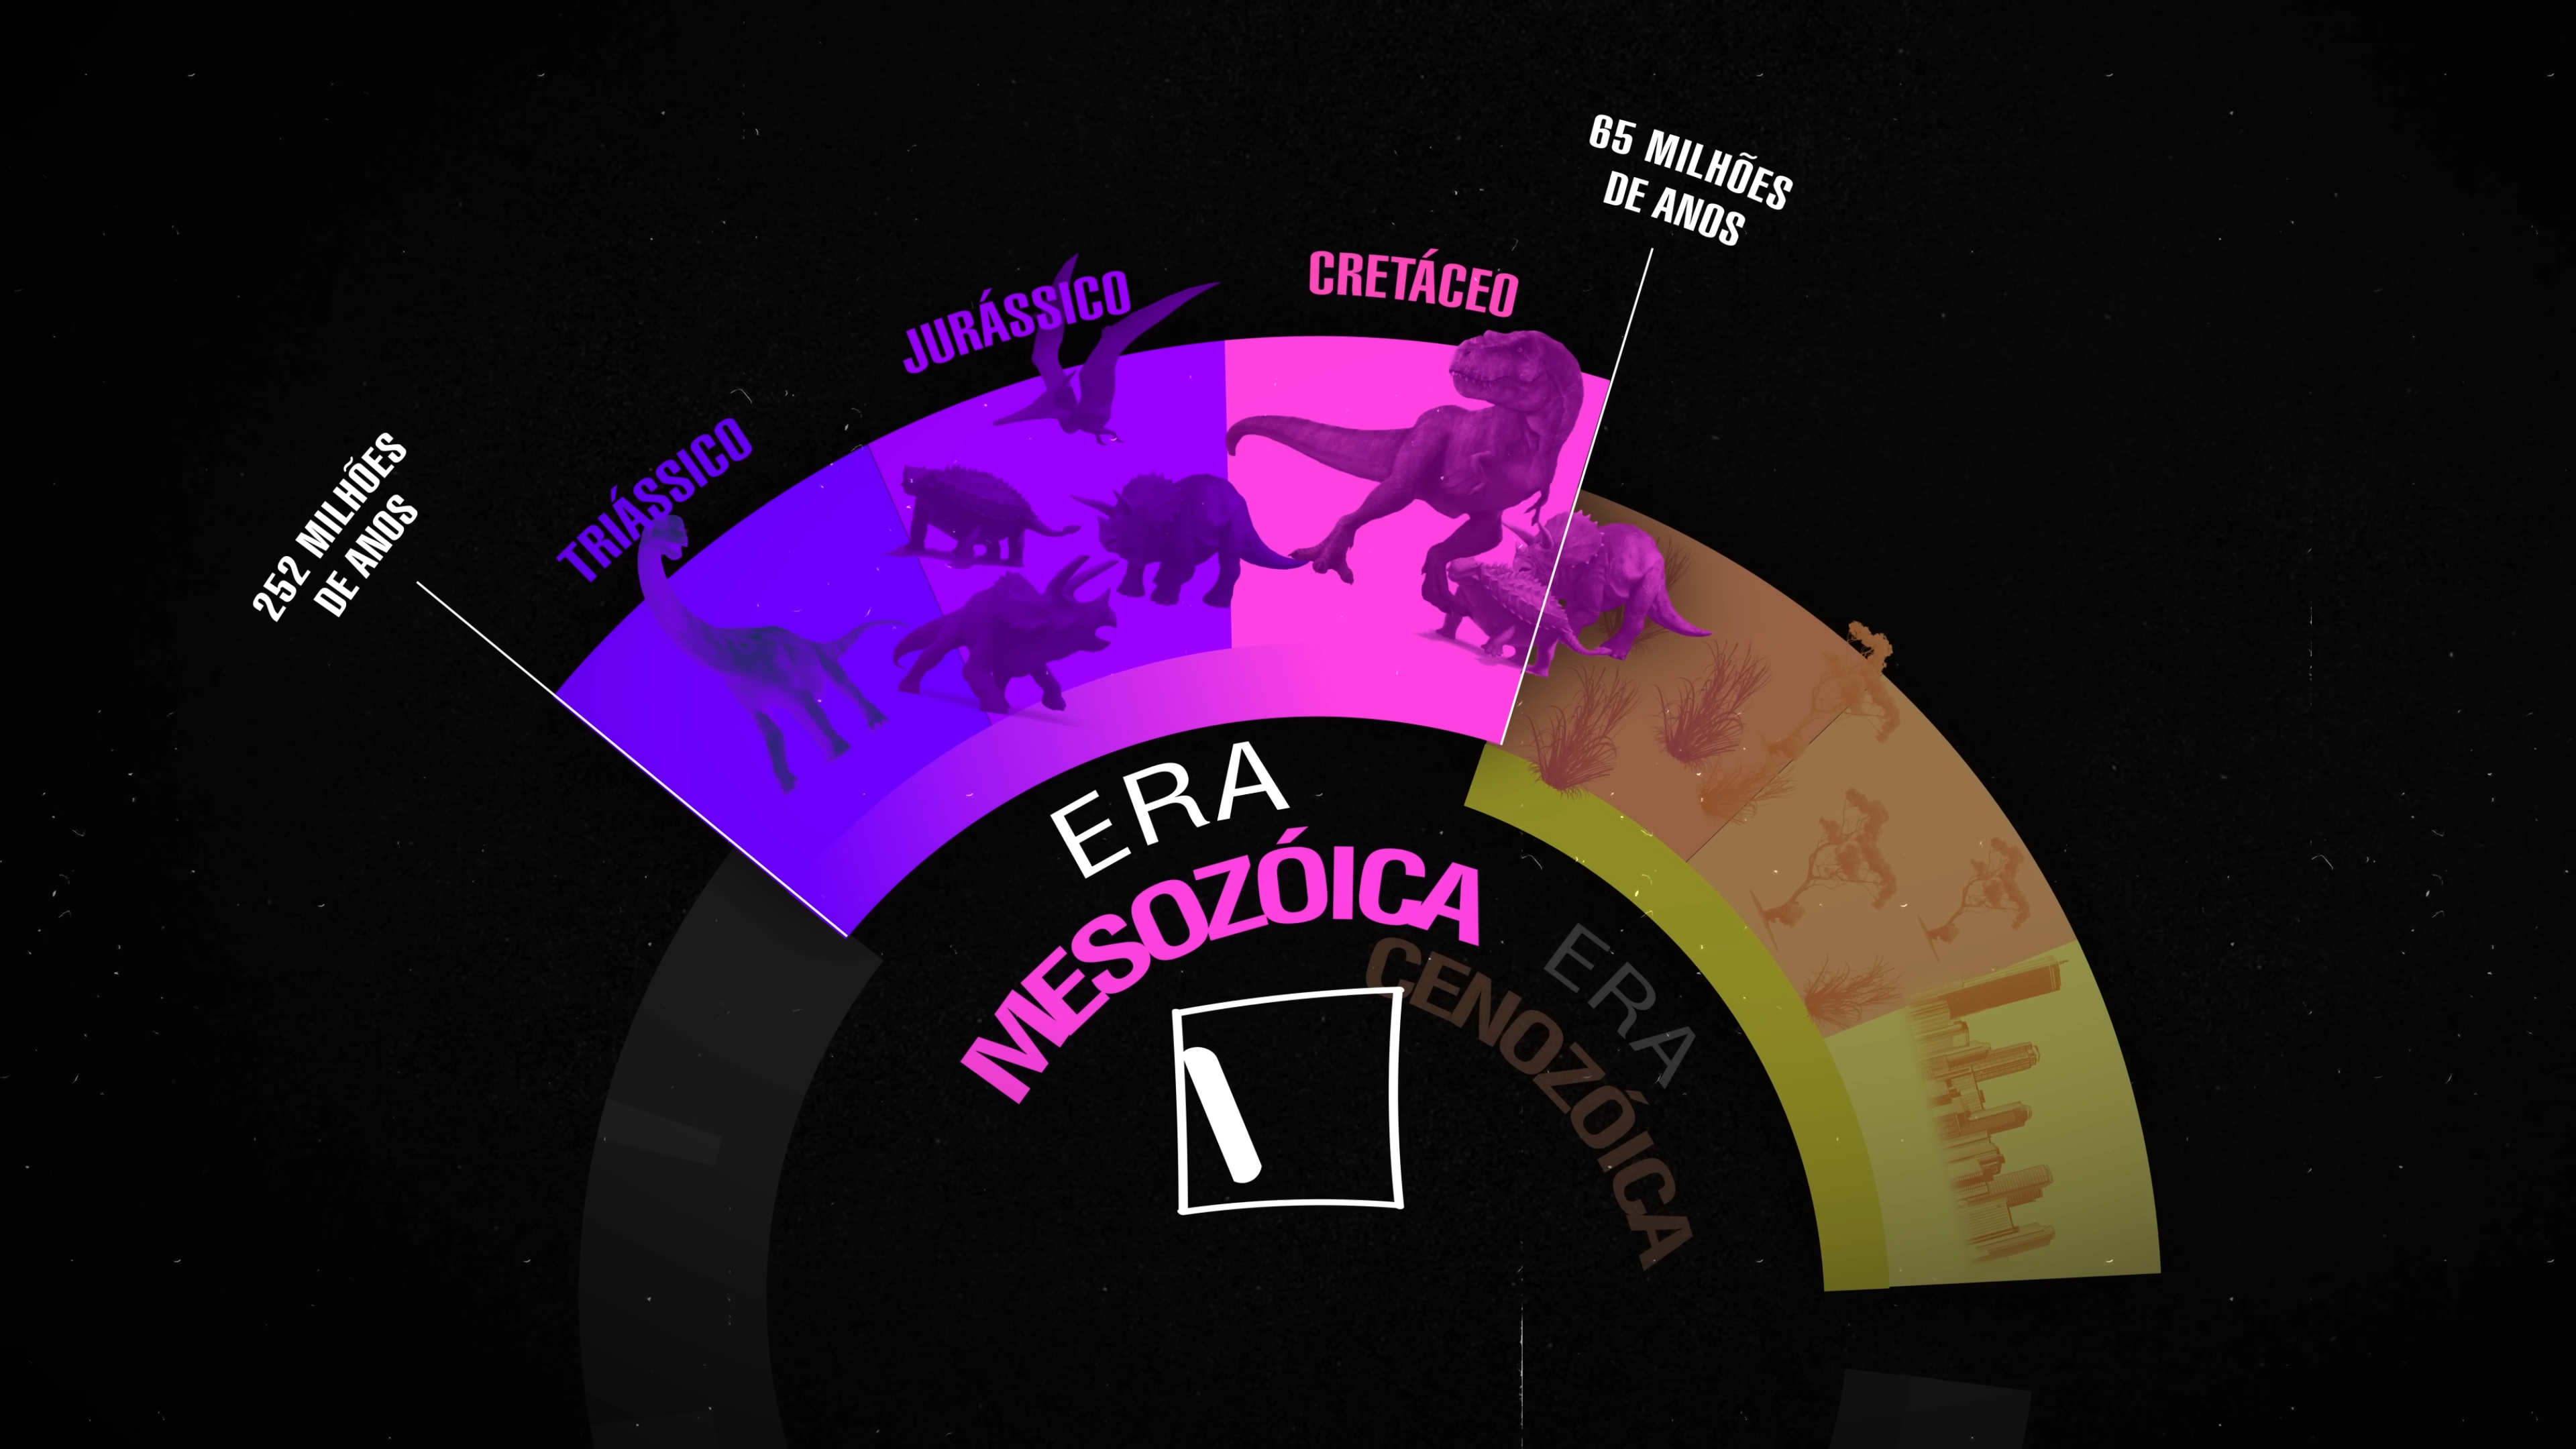 252 MILHÕES
DE ANOS
TRIÁSSICO
JURÁSSICO
CRETÁCEO
65 MILHÕES
DE ANOS
ERA
MESOZÓICA
ERA
CENOZÓICA